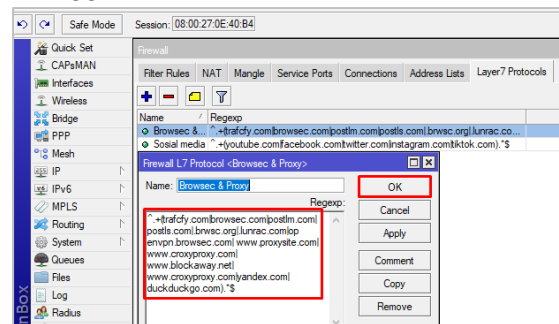 Safe Mode Session: 08:00:27:0E:40:B4
Quick Set
CAPsMAN
Interfaces
Wireless
Bridge
PPP
Mesh
IP
IPv6
MPLS
Routing
System
Queues
Files
Log
Radius
nBox
Firewall
Filter Rules NAT Mangle Service Ports Connections Address Lists Layer7 Protocols
Name Regexp
Browsec &... ^.+(trafcfy.com|browsec.com|postlm.com|postls.com|.brwsc.org|.lunrac.co...
Sosial media ^.+(youtube.com|facebook.com|twitter.com|instagram.com|tiktok.com).*$
Firewall L7 Protocol <Browsec & Proxy>
Name: Browsec & Proxy
Regexp:
^.+(trafcfy.com|browsec.com|postlm.com|
postls.com|.brwsc.org|.lunrac.com|op
envpn.browsec.com| www.proxysite.com|
www.croxyproxy.com|
www.blockaway.net|
www.croxyproxy.com|yandex.com|
duckduckgo.com).*$
OK
Cancel
Apply
Comment
Copy
Remove